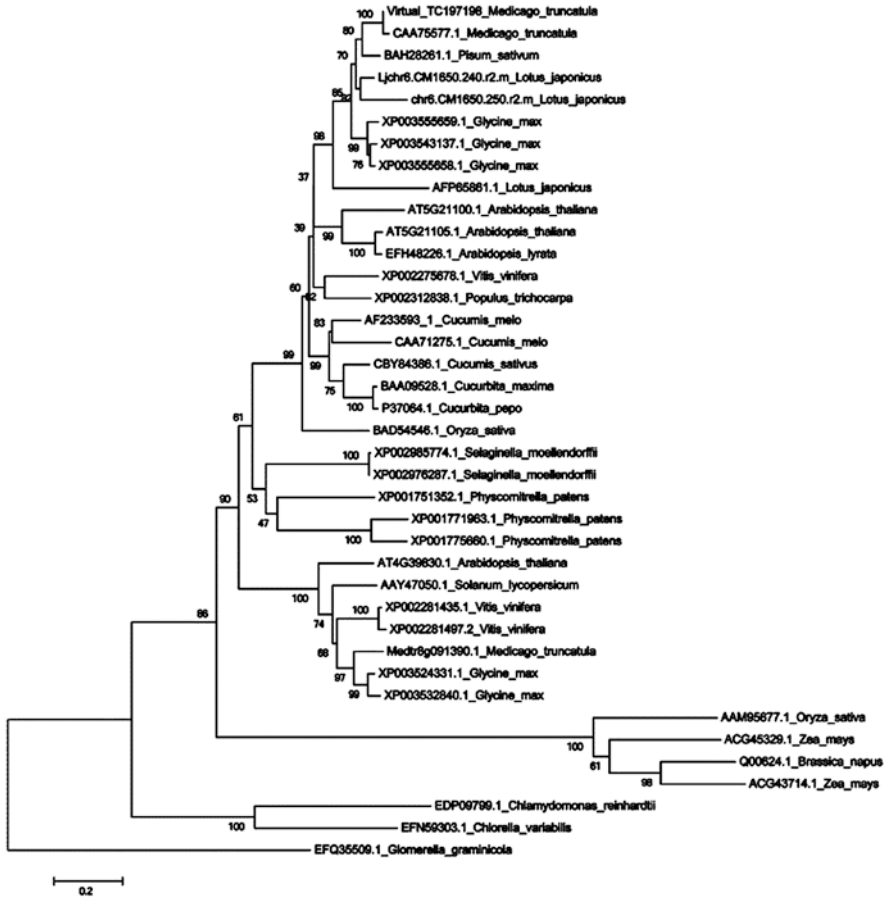 100
Virtual_TC197198_Medicago_truncatula
80
CAA75577.1_Medicago_truncatula
70
BAH28261.1_Pisum_sativum
Ljchr6.CM1650.240.r2.m_Lotus_japonicus
85
chr6.CM1650.250.r2.m_Lotus_japonicus
XP003555659.1_Glycine_max
98
99
XP003543137.1_Glycine_max
76
XP003555658.1_Glycine_max
37
AFP65881.1_Lotus_japonicus
AT5G21100.1_Arabidopsis_thaliana
39
99
AT5G21105.1_Arabidopsis_thaliana
100
EFH48226.1_Arabidopsis_lyrata
XP002275678.1_Vitis_vinifera
60
62
XP002312838.1_Populus_trichocarpa
83
AF233593_1_Cucumis_melo
CAA71275.1_Cucumis_melo
99
99
CBY84386.1_Cucumis_sativus
75
BAA09528.1_Cucurbita_maxima
100
P37064.1_Cucurbita_pepo
61
BAD54546.1_Oryza_sativa
100
XP002985774.1_Selaginella_moellendorffii
XP002976287.1_Selaginella_moellendorffii
90
53
XP001751352.1_Physcomitrella_patens
47
XP001771963.1_Physcomitrella_patens
100
XP001775660.1_Physcomitrella_patens
AT4G39830.1_Arabidopsis_thaliana
100
AAY47050.1_Solanum_lycopersicum
86
100
XP002281435.1_Vitis_vinifera
74
XP002281497.2_Vitis_vinifera
68
Medtr8g091390.1_Medicago_truncatula
97
XP003524331.1_Glycine_max
99
XP003532840.1_Glycine_max
AAM95677.1_Oryza_sativa
100
ACG45329.1_Zea_mays
61
Q00624.1_Brassica_napus
98
ACG43714.1_Zea_mays
EDP09799.1_Chlamydomonas_reinhardtii
100
EFN59303.1_Chlorella_variabilis
EFQ35509.1_Glomerella_graminicola
0.2